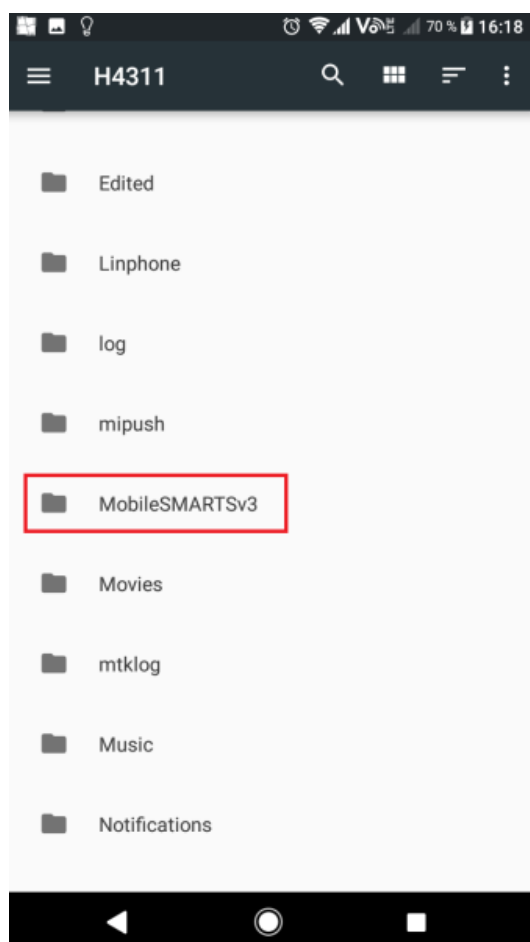 70 % 16:18
H4311
Edited
Linphone
log
mipush
MobileSMARTSv3
Movies
mtklog
Music
Notifications